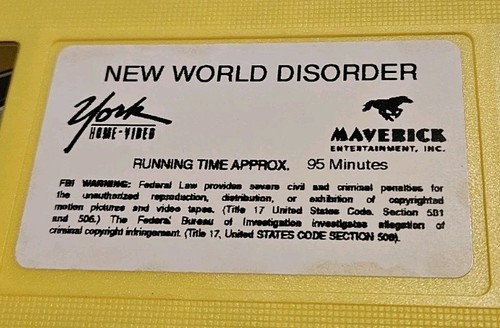 NEW WORLD DISORDER
York
HOME-VIDEO
MAVERICK
ENTERTAINMENT, INC.
RUNNING TIME APPROX. 95 Minutes
FBI WARNING: Federal Law provides severe civil and criminal penalties for
the unauthorized reproduction, distribution, or exhibition of copyrighted
motion pictures and video tapes. (Title 17 United States Code. Section 501
and 506.) The Federal Bureau of Investigation investigates allegation of
criminal copyright infringement. (Title 17, United STATES CODE SECTION 506).